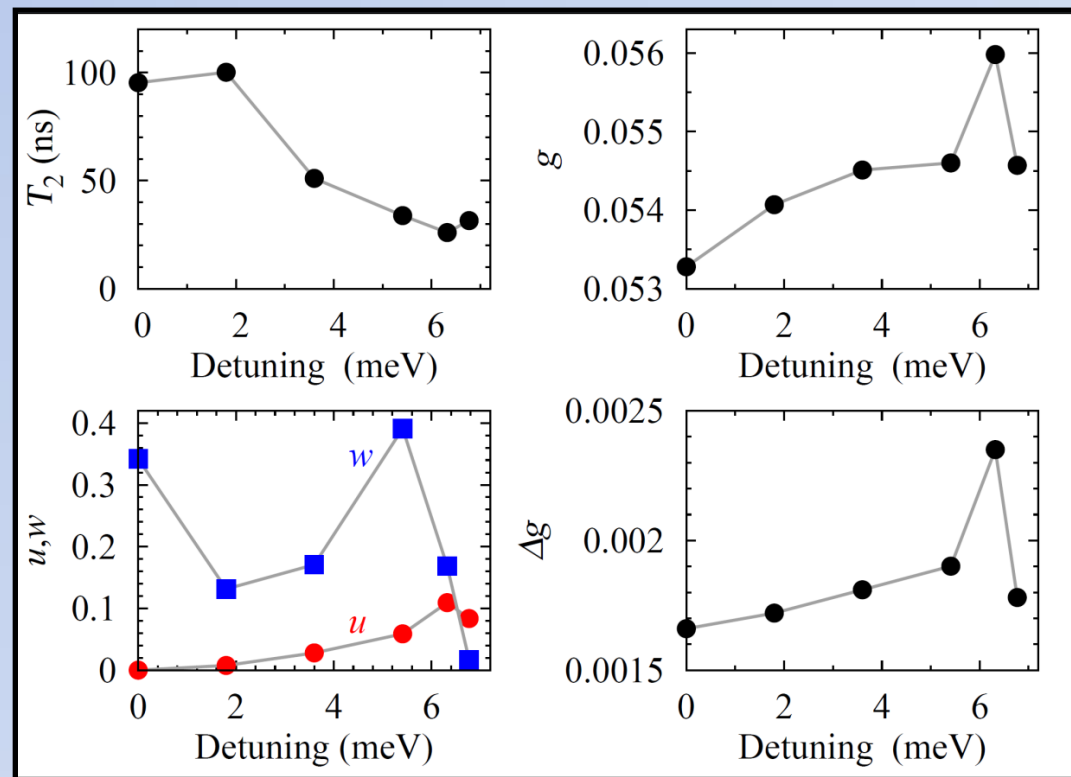 100
50
0
T2 (ns)
0 2 4 6
Detuning (meV)
0.056
0.055
0.054
0.053
g
0 2 4 6
Detuning (meV)
0.4
0.3
0.2
0.1
0
u,w
w
u
0 2 4 6
Detuning (meV)
0.0025
0.002
0.0015
Δg
0 2 4 6
Detuning (meV)